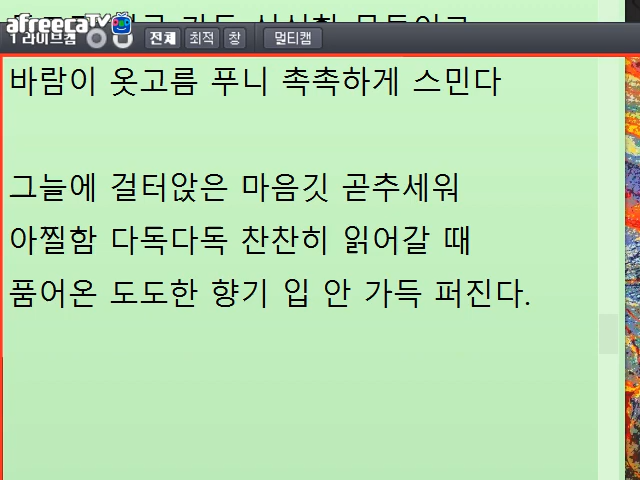 afreecaTV
1 라이브캠 전체 최적 창 멀티캠
바람이 옷고름 푸니 촉촉하게 스민다
그늘에 걸터앉은 마음깃 곧추세워
아찔함 다독다독 찬찬히 읽어갈 때
품어온 도도한 향기 입 안 가득 퍼진다.